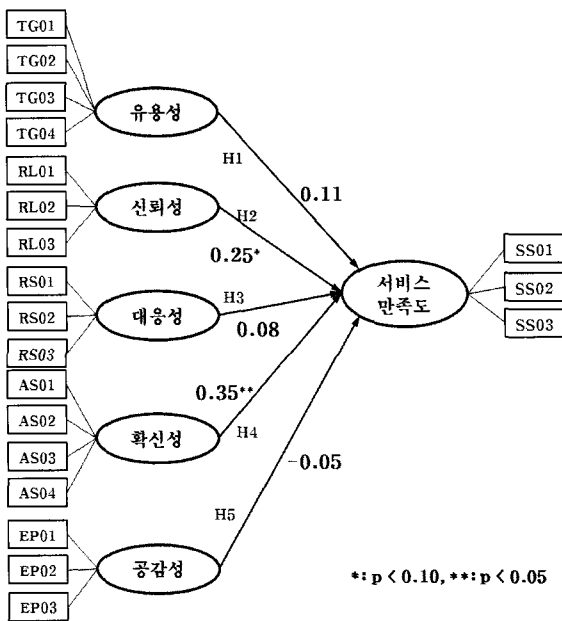 TG01
TG02
TG03
TG04
유용성
H1
0.11
RL01
RL02
RL03
신뢰성
H2
0.25*
RS01
RS02
RS03
대응성
H3
0.08
서비스
만족도
SS01
SS02
SS03
AS01
AS02
AS03
AS04
확신성
0.35**
H4
-0.05
H5
EP01
EP02
EP03
공감성
*: p < 0.10, **: p < 0.05